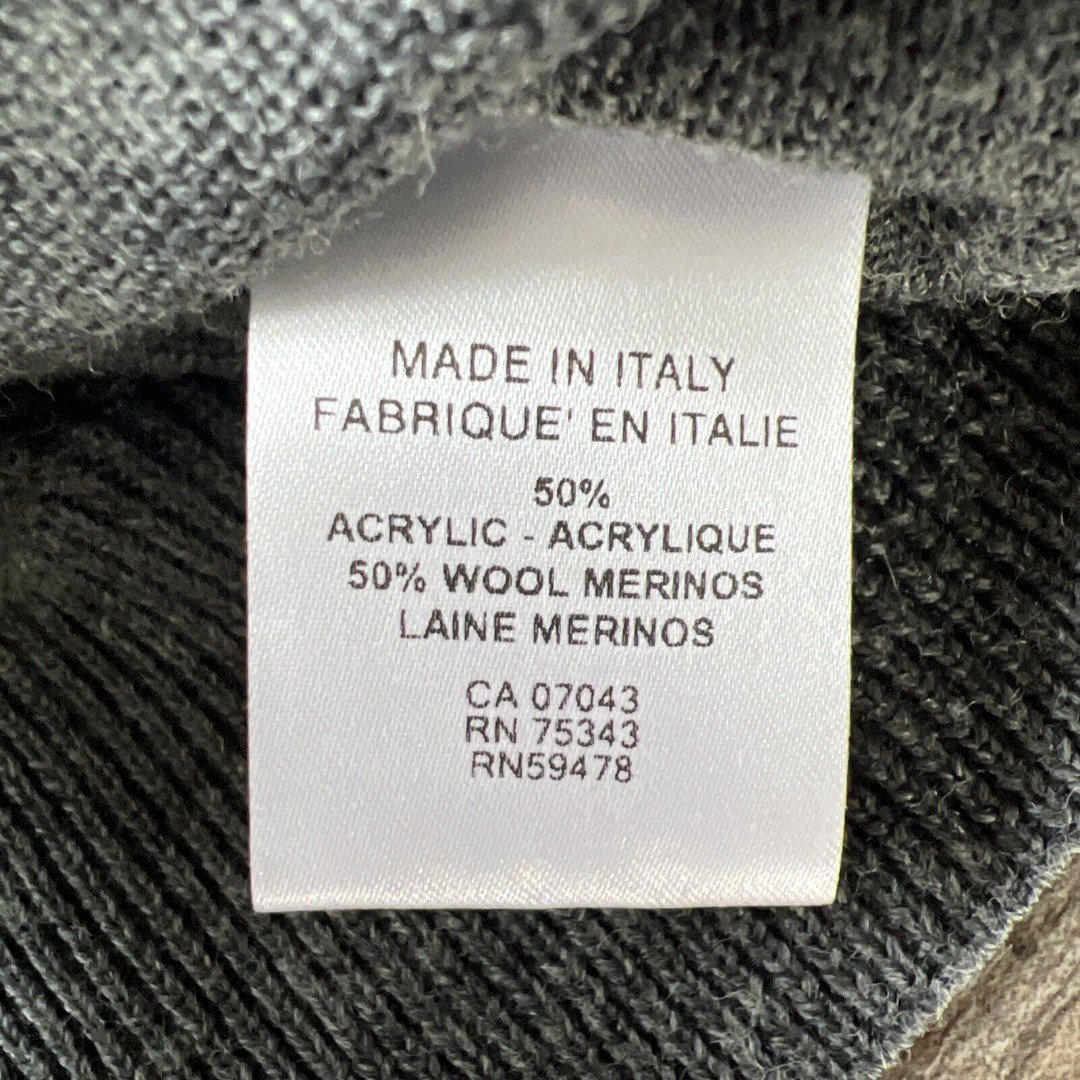 MADE IN ITALY
FABRIQUE' EN ITALIE
50%
ACRYLIC - ACRYLIQUE
50% WOOL MERINOS
LAINE MERINOS
CA 07043
RN 75343
RN59478